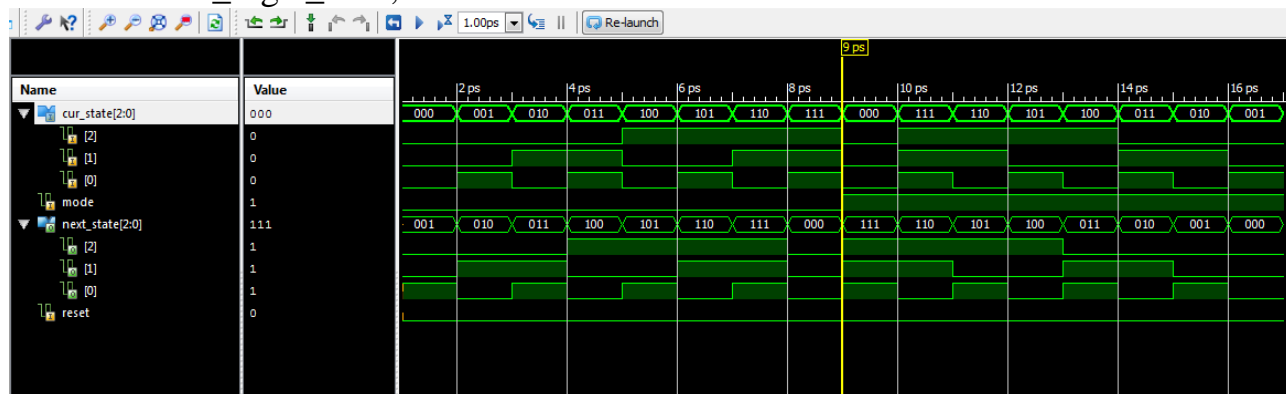 1.00ps Re-launch
9 ps
Name Value
2 ps 4 ps 6 ps 8 ps 10 ps 12 ps 14 ps 16 ps
cur_state[2:0] 000 000 001 010 011 100 101 110 111 000 111 110 101 100 011 010 001
[2] 0
[1] 0
[0] 0
mode 1
next_state[2:0] 111 001 010 011 100 101 110 111 000 111 110 101 100 011 010 001 000
[2] 1
[1] 1
[0] 1
reset 0